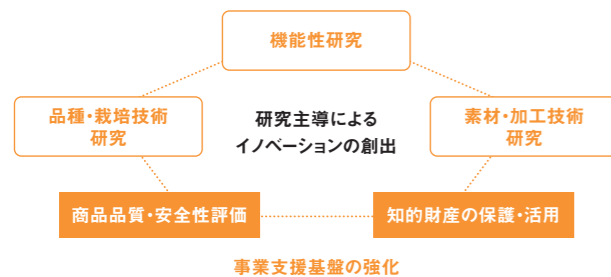 機能性研究
品種・栽培技術
研究
研究主導による
イノベーションの創出
素材・加工技術
研究
商品品質・安全性評価
知的財産の保護・活用
事業支援基盤の強化